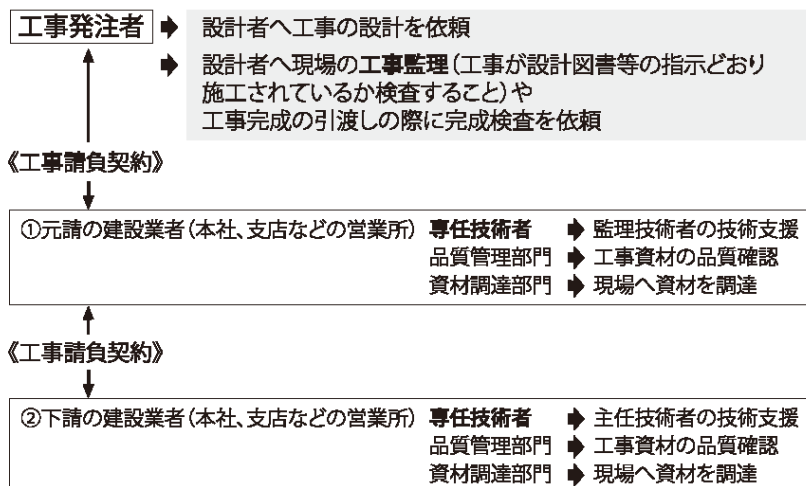 工事発注者 ➡ 設計者へ工事の設計を依頼
➡ 設計者へ現場の工事監理(工事が設計図書等の指示どおり
施工されているか検査すること)や
工事完成の引渡しの際に完成検査を依頼
《工事請負契約》
①元請の建設業者(本社、支店などの営業所) 専任技術者 ➡ 監理技術者の技術支援
品質管理部門 ➡ 工事資材の品質確認
資材調達部門 ➡ 現場へ資材を調達
《工事請負契約》
②下請の建設業者(本社、支店などの営業所) 専任技術者 ➡ 主任技術者の技術支援
品質管理部門 ➡ 工事資材の品質確認
資材調達部門 ➡ 現場へ資材を調達